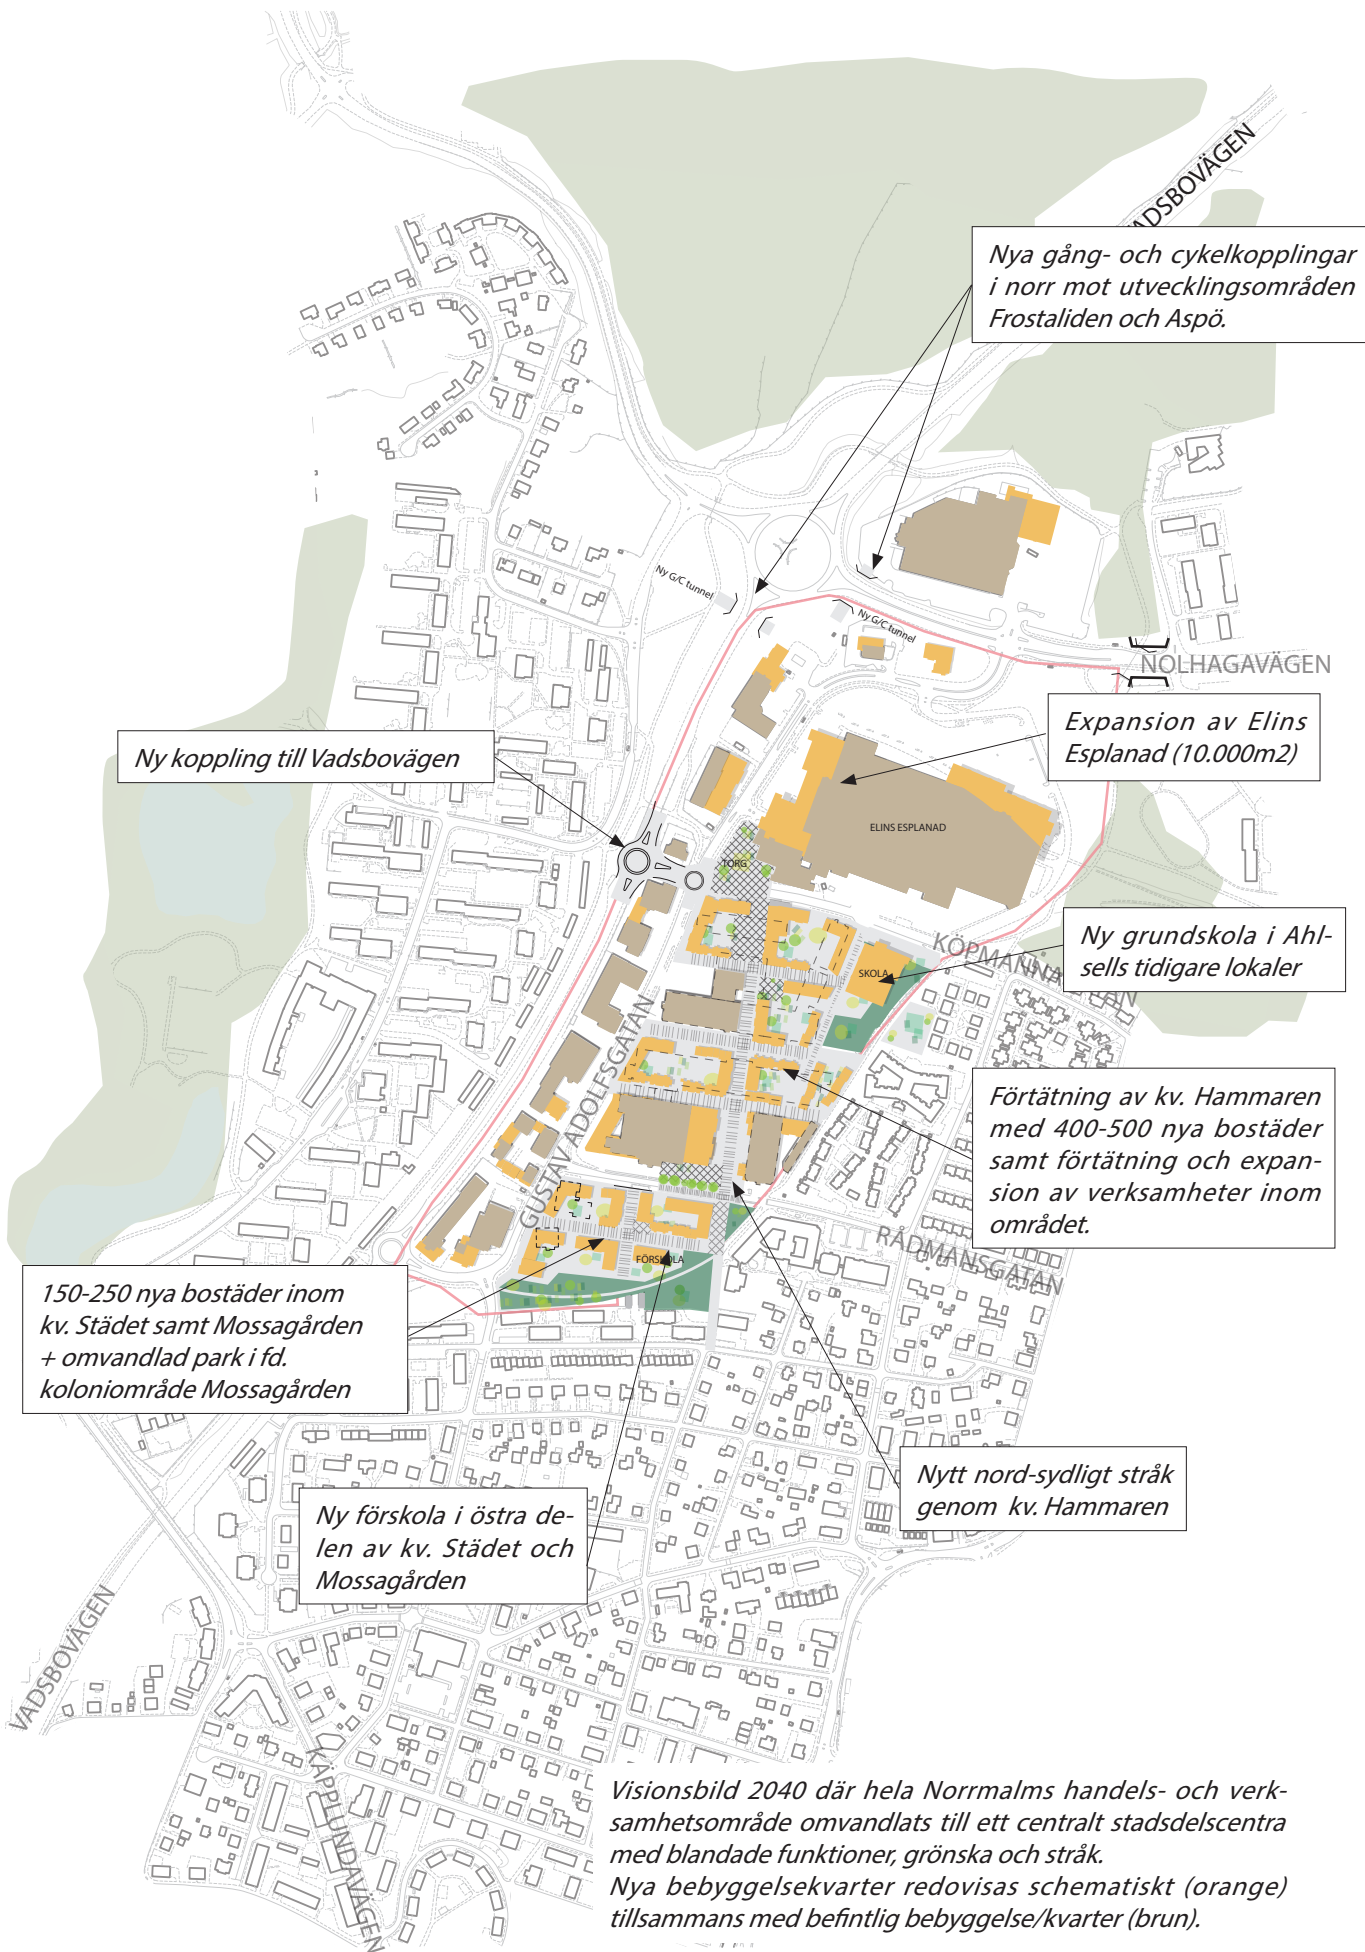 VADSBOVÄGEN
Nya gång- och cykelkopplingar
i norr mot utvecklingsområden
Frostaliden och Aspö.
Ny G/C tunnel
Ny G/C tunnel
NOLHAGAVÄGEN
Expansion av Elins
Esplanad (10.000m2)
Ny koppling till Vadsbovägen
ELINS ESPLANAD
TORG
Ny grundskola i Ahl-
sells tidigare lokaler
KÖPMANNAGATAN
SKOLA
GUSTAV ADOLFSGATAN
Förtätning av kv. Hammaren
med 400-500 nya bostäder
samt förtätning och expan-
sion av verksamheter inom
området.
RÅDMANSGATAN
FÖRSKOLA
150-250 nya bostäder inom
kv. Städet samt Mossagården
+ omvandlad park i fd.
koloniområde Mossagården
Nytt nord-sydligt stråk
genom kv. Hammaren
Ny förskola i östra de-
len av kv. Städet och
Mossagården
VADSBOVÄGEN
KÄPPLUNDAVÄGEN
Visionsbild 2040 där hela Norrmalms handels- och verk-
samhetsområde omvandlats till ett centralt stadsdelscentra
med blandade funktioner, grönska och stråk.
Nya bebyggelsekvarter redovisas schematiskt (orange)
tillsammans med befintlig bebyggelse/kvarter (brun).